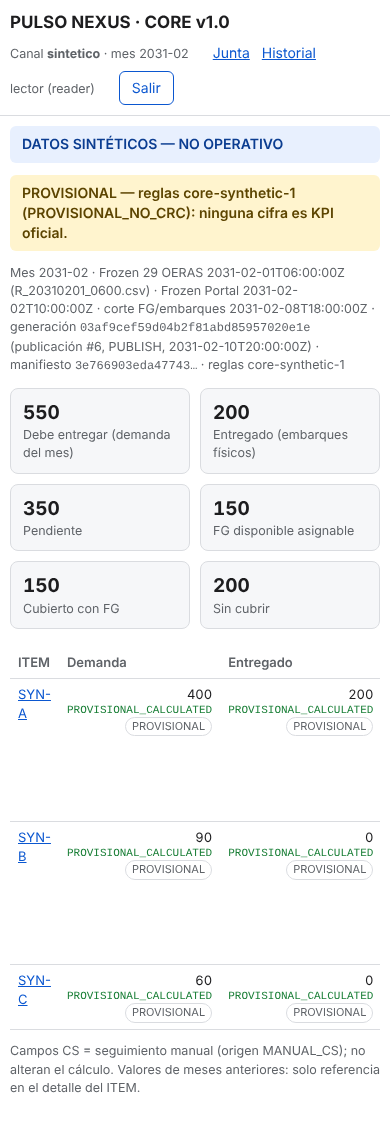 PULSO NEXUS · CORE v1.0
Canal sintetico · mes 2031-02 Junta Historial
lector (reader) Salir
DATOS SINTÉTICOS — NO OPERATIVO
PROVISIONAL — reglas core-synthetic-1
(PROVISIONAL_NO_CRC): ninguna cifra es KPI
oficial.
Mes 2031-02 · Frozen 29 OERAS 2031-02-01T06:00:00Z
(R_20310201_0600.csv) · Frozen Portal 2031-02-
02T10:00:00Z · corte FG/embarques 2031-02-08T18:00:00Z ·
generación 03af9cef59d04b2f81abd85957020e1e
(publicación #6, PUBLISH, 2031-02-10T20:00:00Z) ·
manifiesto 3e766903eda47743… · reglas core-synthetic-1
550
Debe entregar (demanda
del mes)
200
Entregado (embarques
físicos)
350
Pendiente
150
FG disponible asignable
150
Cubierto con FG
200
Sin cubrir
ITEM Demanda Entregado
SYN-A 400 200
PROVISIONAL_CALCULATED PROVISIONAL_CALCULATED
PROVISIONAL PROVISIONAL
SYN-B 90 0
PROVISIONAL_CALCULATED PROVISIONAL_CALCULATED
PROVISIONAL PROVISIONAL
SYN-C 60 0
PROVISIONAL_CALCULATED PROVISIONAL_CALCULATED
PROVISIONAL PROVISIONAL
Campos CS = seguimiento manual (origen MANUAL_CS); no
alteran el cálculo. Valores de meses anteriores: solo referencia
en el detalle del ITEM.